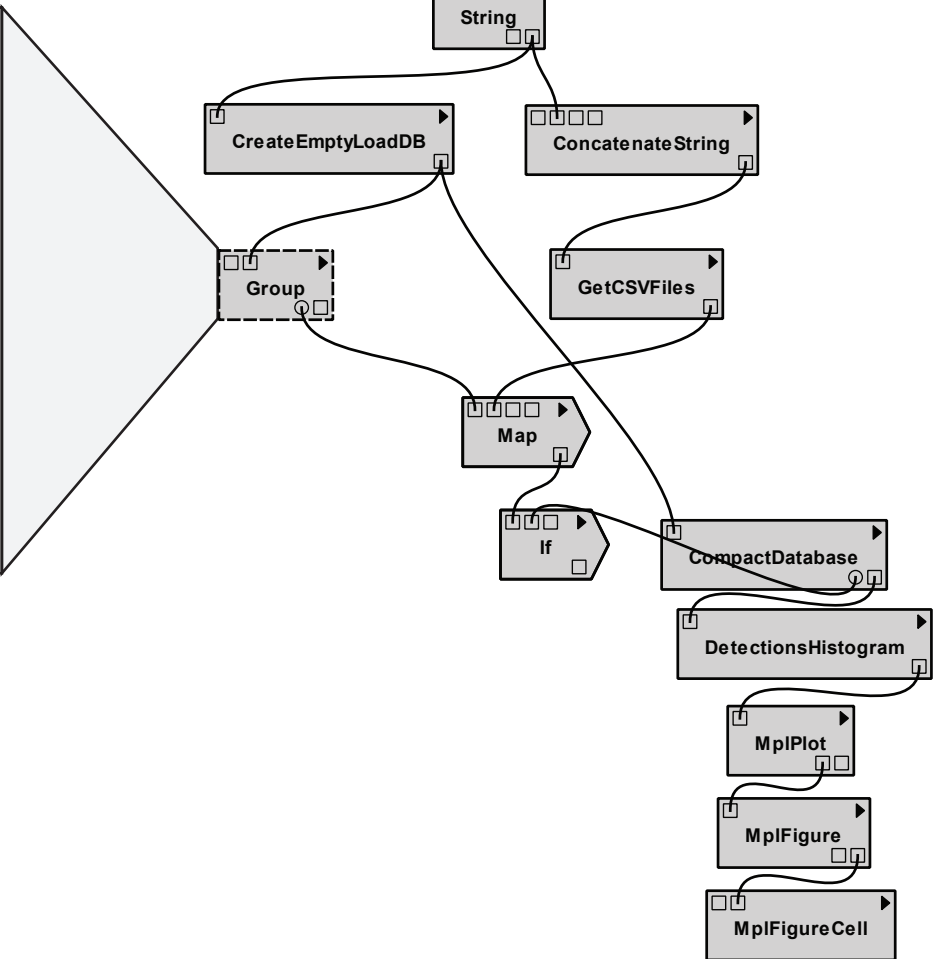 String
CreateEmptyLoadDB
ConcatenateString
Group
GetCSVFiles
Map
If
CompactDatabase
DetectionsHistogram
MplPlot
MplFigure
MplFigureCell